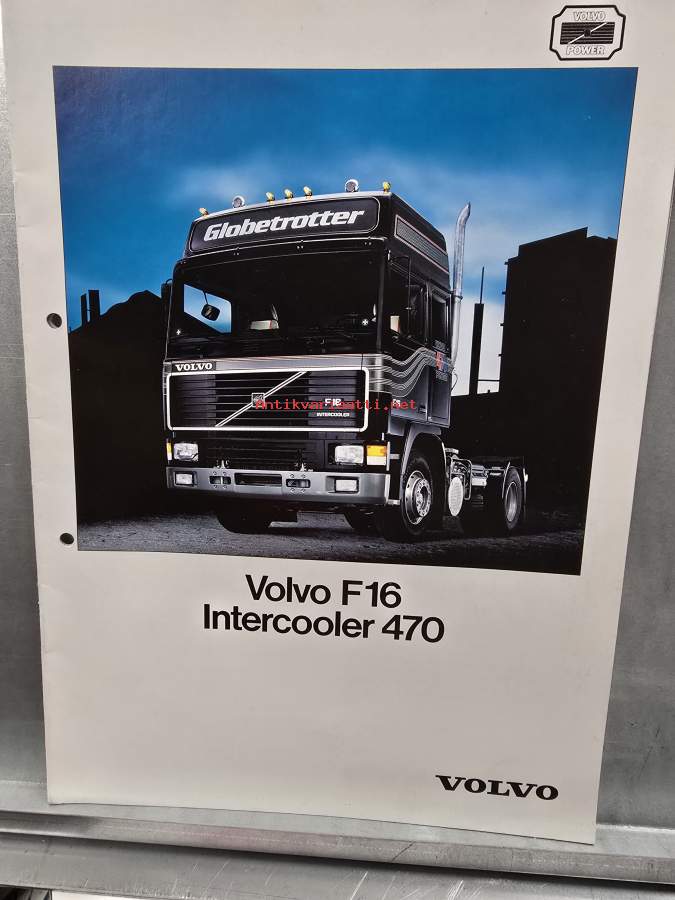 VOLVO
POWER
Globetrotter
VOLVO
F16
INTERCOOLER
Antikvariaatti.net
Volvo F16
Intercooler 470
VOLVO